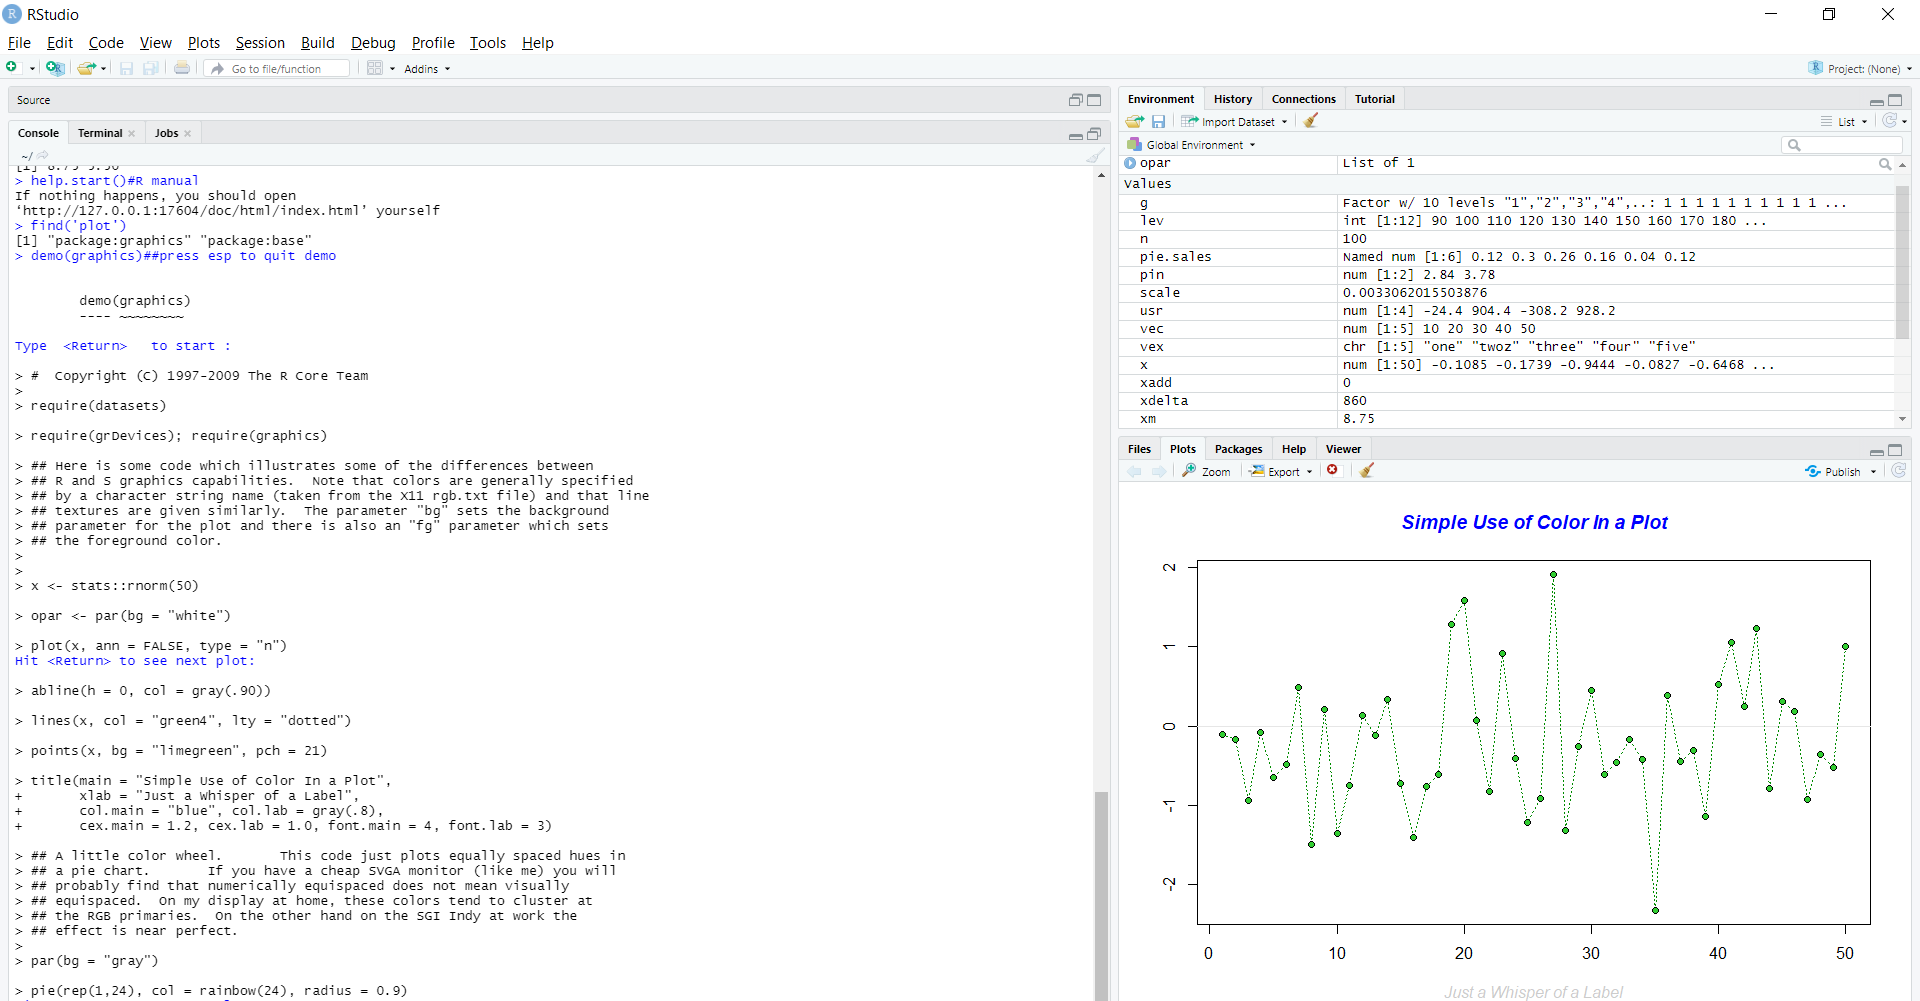 RStudio
File Edit Code View Plots Session Build Debug Profile Tools Help
Go to file/function Addins Project: (None)
Source
Console Terminal Jobs
~/
> help.start()#R manual
If nothing happens, you should open
‘http://127.0.0.1:17604/doc/html/index.html’ yourself
> find('plot')
[1] "package:graphics" "package:base"
> demo(graphics)##press esp to quit demo
demo(graphics)
---- ~~~~~~~~
Type <Return> to start :
> # Copyright (C) 1997-2009 The R Core Team
>
> require(datasets)
> require(grDevices); require(graphics)
> ## Here is some code which illustrates some of the differences between
> ## R and S graphics capabilities. Note that colors are generally specified
> ## by a character string name (taken from the X11 rgb.txt file) and that line
> ## textures are given similarly. The parameter "bg" sets the background
> ## parameter for the plot and there is also an "fg" parameter which sets
> ## the foreground color.
>
>
> x <- stats::rnorm(50)
> opar <- par(bg = "white")
> plot(x, ann = FALSE, type = "n")
Hit <Return> to see next plot:
> abline(h = 0, col = gray(.90))
> lines(x, col = "green4", lty = "dotted")
> points(x, bg = "limegreen", pch = 21)
> title(main = "Simple Use of Color In a Plot",
+ xlab = "Just a Whisper of a Label",
+ col.main = "blue", col.lab = gray(.8),
+ cex.main = 1.2, cex.lab = 1.0, font.main = 4, font.lab = 3)
> ## A little color wheel. This code just plots equally spaced hues in
> ## a pie chart. If you have a cheap SVGA monitor (like me) you will
> ## probably find that numerically equispaced does not mean visually
> ## equispaced. On my display at home, these colors tend to cluster at
> ## the RGB primaries. On the other hand on the SGI Indy at work the
> ## effect is near perfect.
>
> par(bg = "gray")
> pie(rep(1,24), col = rainbow(24), radius = 0.9)
Environment History Connections Tutorial
Import Dataset List
Global Environment
opar List of 1
Values
g Factor w/ 10 levels "1","2","3","4",..: 1 1 1 1 1 1 1 1 1 1 ...
lev int [1:12] 90 100 110 120 130 140 150 160 170 180 ...
n 100
pie.sales Named num [1:6] 0.12 0.3 0.26 0.16 0.04 0.12
pin num [1:2] 2.84 3.78
scale 0.0033062015503876
usr num [1:4] -24.4 904.4 -308.2 928.2
vec num [1:5] 10 20 30 40 50
vex chr [1:5] "one" "twoz" "three" "four" "five"
x num [1:50] -0.1085 -0.1739 -0.9444 -0.0827 -0.6468 ...
xadd 0
xdelta 860
xm 8.75
Files Plots Packages Help Viewer
Zoom Export Publish
Simple Use of Color In a Plot
2
1
0
-1
-2
0 10 20 30 40 50
Just a Whisper of a Label